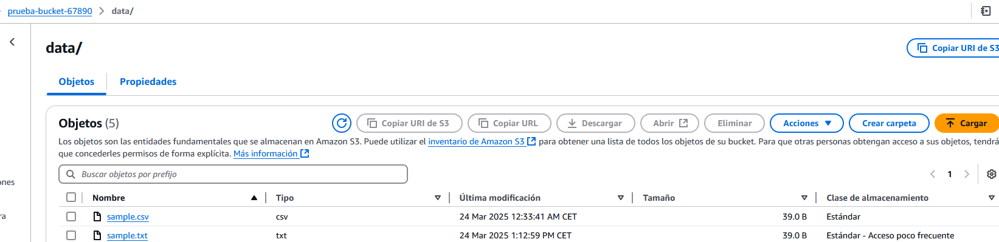 prueba-bucket-67890 > data/
data/
Copiar URI de S3
Objetos Propiedades
Objetos (5) Copiar URI de S3 Copiar URL Descargar Abrir Eliminar Acciones Crear carpeta Cargar
Los objetos son las entidades fundamentales que se almacenan en Amazon S3. Puede utilizar el inventario de Amazon S3 para obtener una lista de todos los objetos de su bucket. Para que otras personas obtengan acceso a sus objetos, tendrá
que concederles permisos de forma explícita. Más información
Buscar objetos por prefijo 1
ones
Nombre Tipo Última modificación Tamaño Clase de almacenamiento
ra
sample.csv csv 24 Mar 2025 12:33:41 AM CET 39.0 B Estándar
sample.txt txt 24 Mar 2025 1:12:59 PM CET 39.0 B Estándar - Acceso poco frecuente